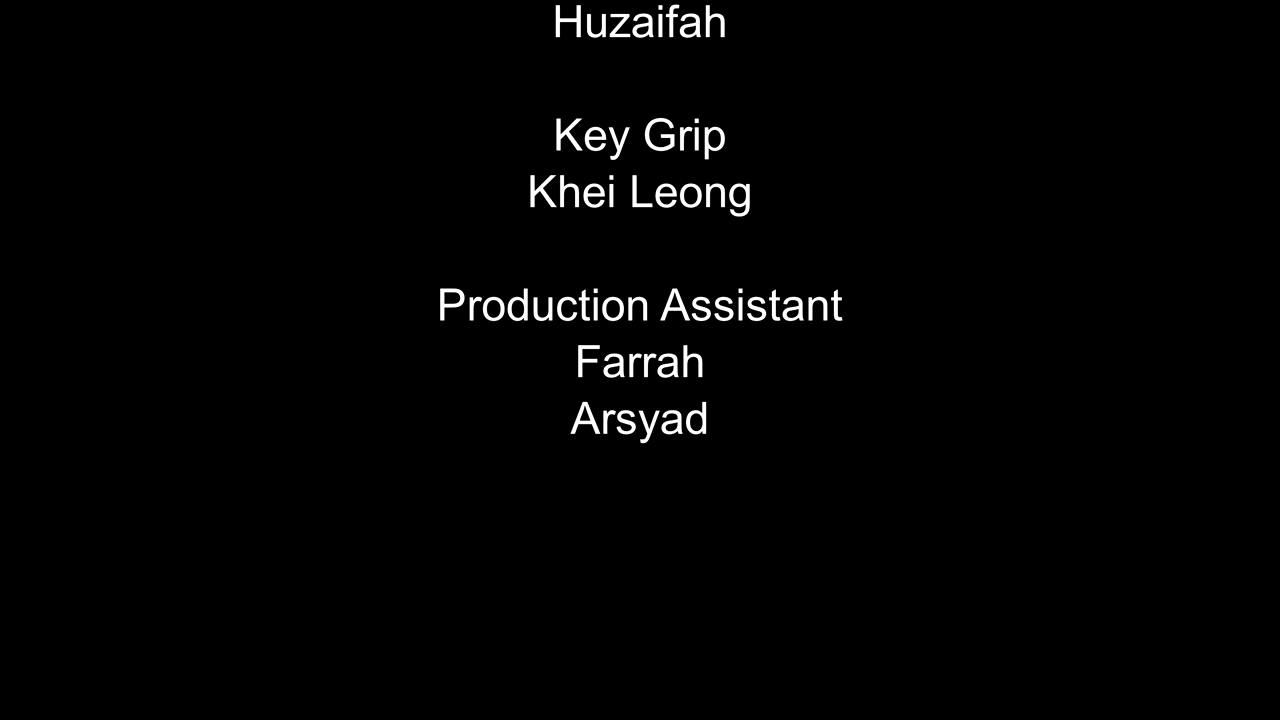 Huzaifah
Key Grip
Khei Leong
Production Assistant
Farrah
Arsyad